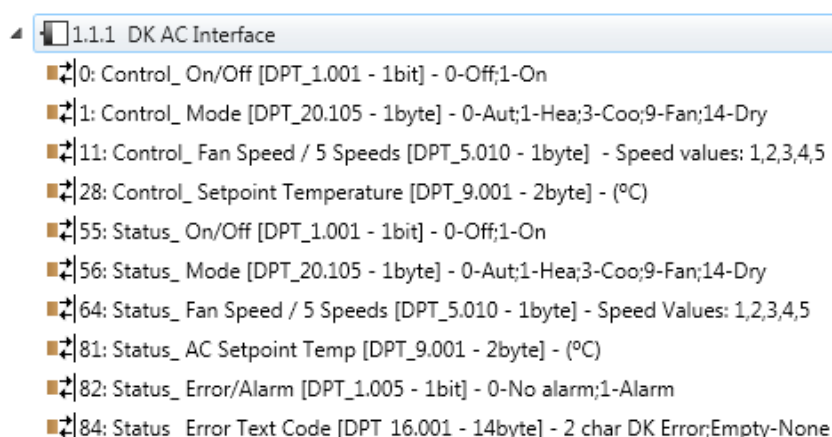 1.1.1 DK AC Interface
0: Control_ On/Off [DPT_1.001 - 1bit] - 0-Off;1-On
1: Control_ Mode [DPT_20.105 - 1byte] - 0-Aut;1-Hea;3-Coo;9-Fan;14-Dry
11: Control_ Fan Speed / 5 Speeds [DPT_5.010 - 1byte]  - Speed values: 1,2,3,4,5
28: Control_ Setpoint Temperature [DPT_9.001 - 2byte] - (ºC)
55: Status_ On/Off [DPT_1.001 - 1bit] - 0-Off;1-On
56: Status_ Mode [DPT_20.105 - 1byte] - 0-Aut;1-Hea;3-Coo;9-Fan;14-Dry
64: Status_ Fan Speed / 5 Speeds [DPT_5.010 - 1byte] - Speed Values: 1,2,3,4,5
81: Status_ AC Setpoint Temp [DPT_9.001 - 2byte] - (ºC)
82: Status_ Error/Alarm [DPT_1.005 - 1bit] - 0-No alarm;1-Alarm
84: Status_ Error Text Code [DPT_16.001 - 14byte] - 2 char DK Error;Empty-None